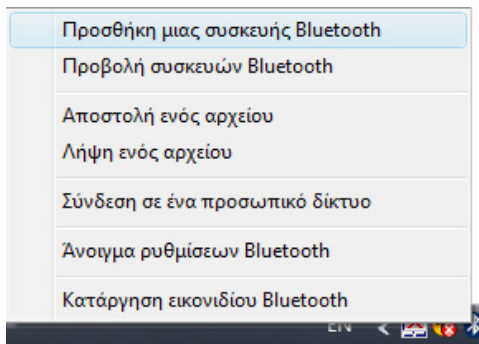 Προσθήκη μιας συσκευής Bluetooth
Προβολή συσκευών Bluetooth
Αποστολή ενός αρχείου
Λήψη ενός αρχείου
Σύνδεση σε ένα προσωπικό δίκτυο
Άνοιγμα ρυθμίσεων Bluetooth
Κατάργηση εικονιδίου Bluetooth
EN